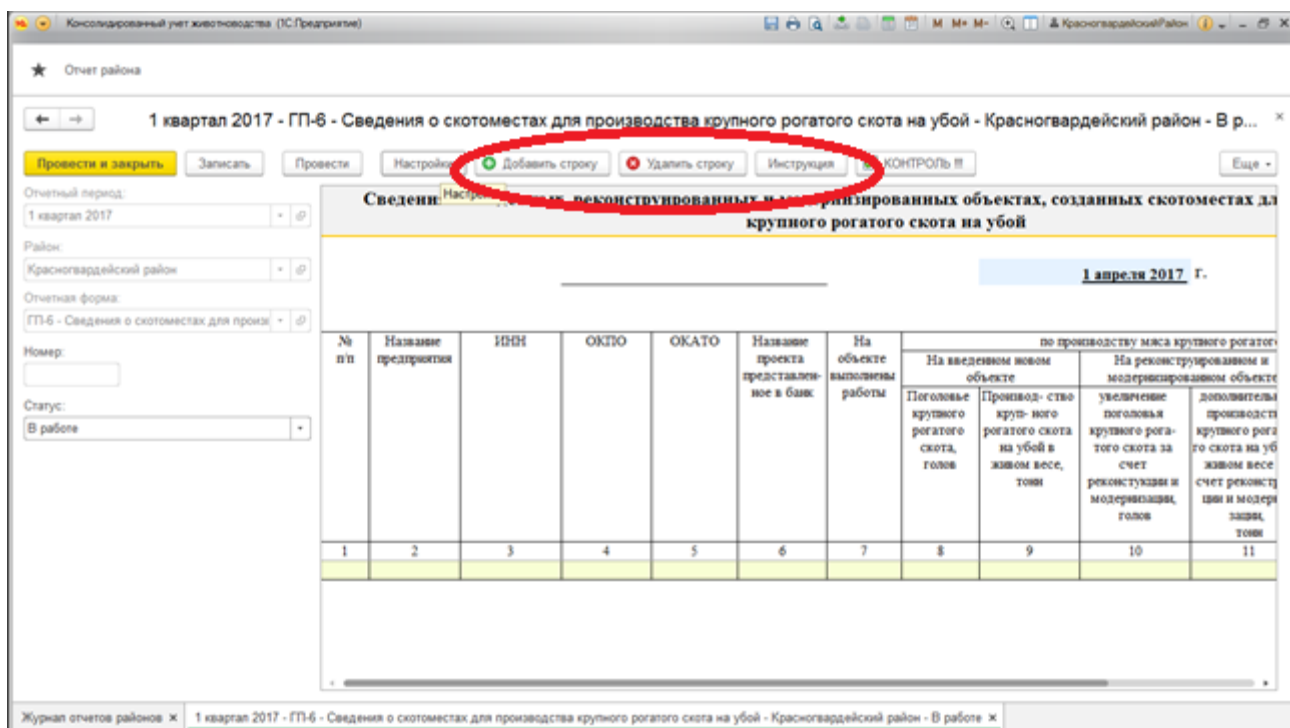 Консолидированный учет животноводства (1С:Предприятие)
M M+ M- КрасногвардейскийРайон
Отчет района
1 квартал 2017 - ГП-6 - Сведения о скотоместах для производства крупного рогатого скота на убой - Красногвардейский район - В р...
Провести и закрыть Записать Провести Настройки Добавить строку Удалить строку Инструкция КОНТРОЛЬ !!! Еще
Отчетный период:
1 квартал 2017
Район:
Красногвардейский район
Отчетная форма:
ГП-6 - Сведения о скотоместах для произв
Номер:
Статус:
В работе
реконструированных и модернизированных объектах, созданных скотоместах дл
крупного рогатого скота на убой
1 апреля 2017 г.
№ п/п
Название предприятия
ИНН
ОКПО
ОКАТО
Название проекта представлен- ное в банк
На объекте выполнены работы
по производству мяса крупного рогатог
На введенном новом объекте
На реконструированном и модернизированном объекте
Поголовье крупного рогатого скота, голов
Производ- ство круп- ного рогатого скота на убой в живом весе, тонн
увеличение поголовья крупного рога- того скота за счет реконстукции и модернизации, голов
дополнитель производст крупного рога го скота на уб живом весе счет реконстр ции и модер зации, тонн
1 2 3 4 5 6 7 8 9 10 11
Журнал отчетов районов × 1 квартал 2017 - ГП-6 - Сведения о скотоместах для производства крупного рогатого скота на убой - Красногвардейский район - В работе ×